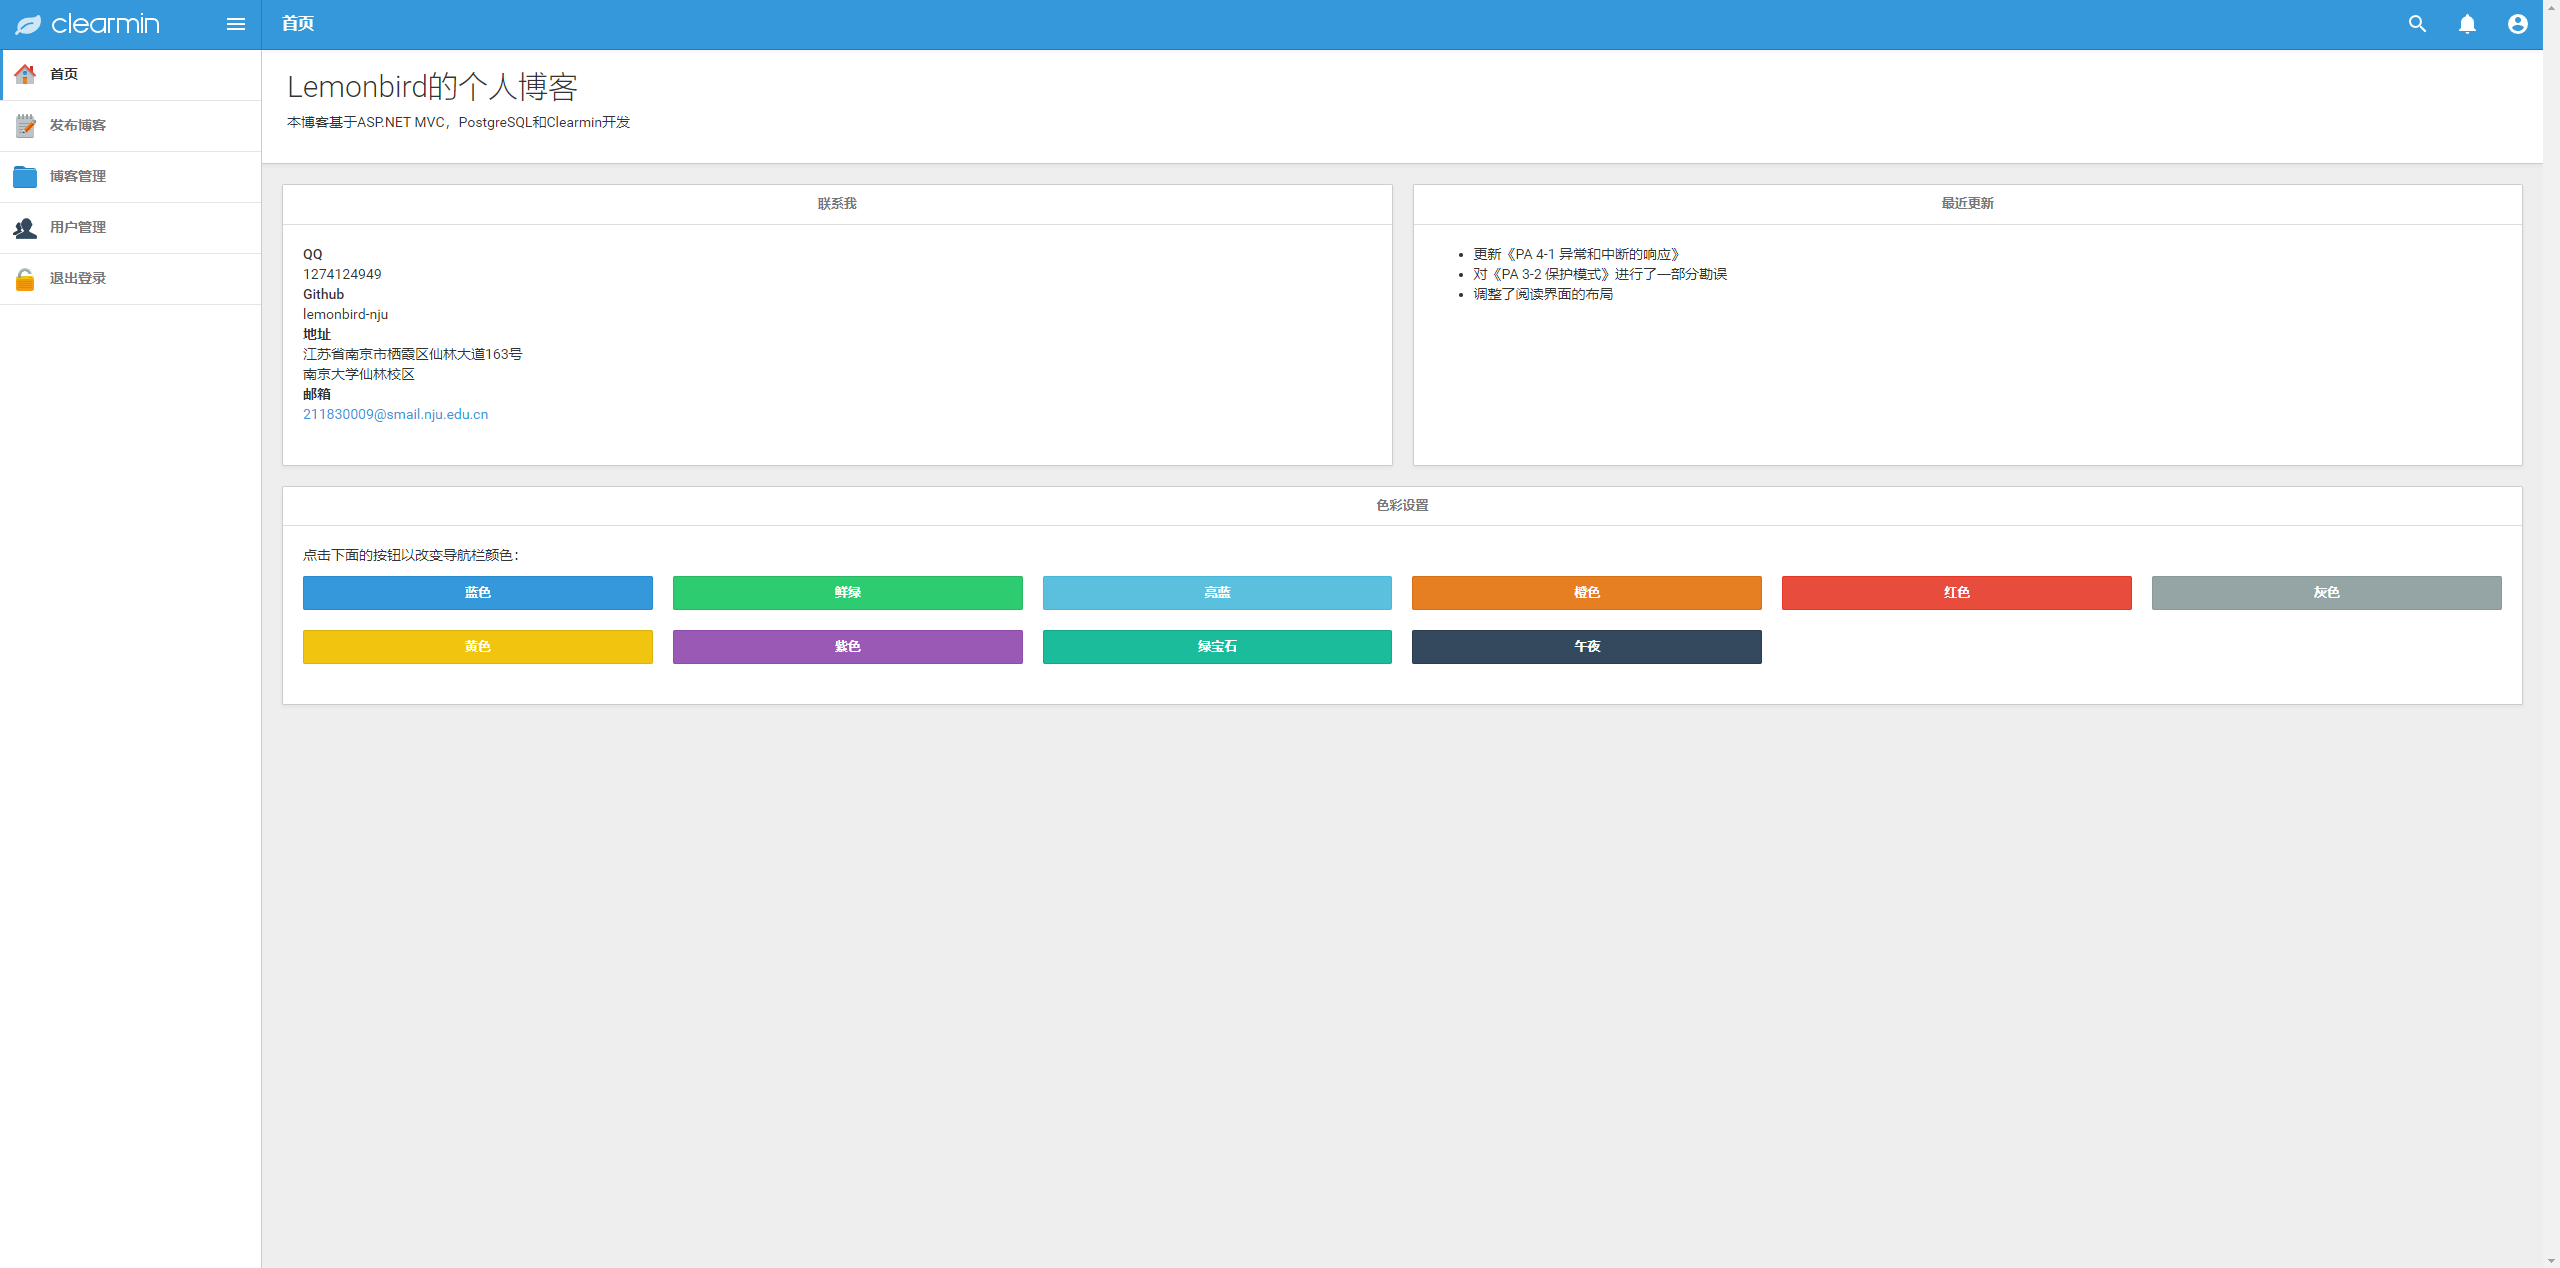 clearmin
首页
首页
发布博客
博客管理
用户管理
退出登录
Lemonbird的个人博客
本博客基于ASP.NET MVC，PostgreSQL和Clearmin开发
联系我
QQ
1274124949
Github
lemonbird-nju
地址
江苏省南京市栖霞区仙林大道163号
南京大学仙林校区
邮箱
211830009@smail.nju.edu.cn
最近更新
更新《PA 4-1 异常和中断的响应》
对《PA 3-2 保护模式》进行了一部分勘误
调整了阅读界面的布局
色彩设置
点击下面的按钮以改变导航栏颜色：
蓝色 鲜绿 亮蓝 橙色 红色 灰色
黄色 紫色 绿宝石 午夜